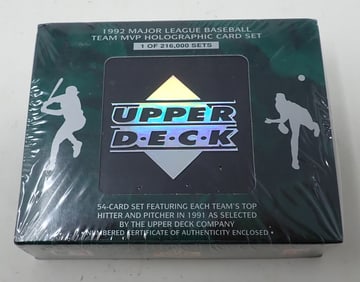 1992 MAJOR LEAGUE BASEBALL
TEAM MVP HOLOGRAPHIC CARD SET
1 OF 216,000 SETS
UPPER
D•E•C•K
54-CARD SET FEATURING EACH TEAM'S TOP
HITTER AND PITCHER IN 1991 AS SELECTED
BY THE UPPER DECK COMPANY
NUMBERED CERTIFICATE OF AUTHENTICITY ENCLOSED